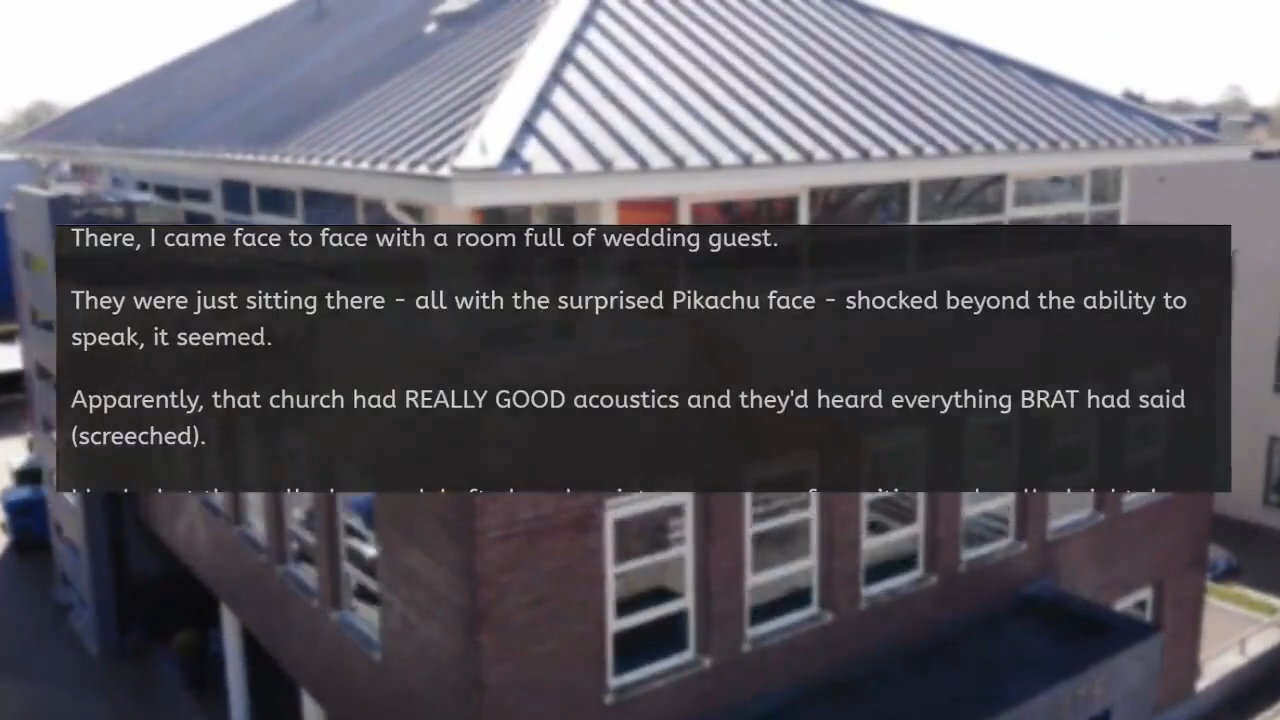 There, I came face to face with a room full of wedding guest.
They were just sitting there - all with the surprised Pikachu face - shocked beyond the ability to
speak, it seemed.
Apparently, that church had REALLY GOOD acoustics and they'd heard everything BRAT had said
(screeched).